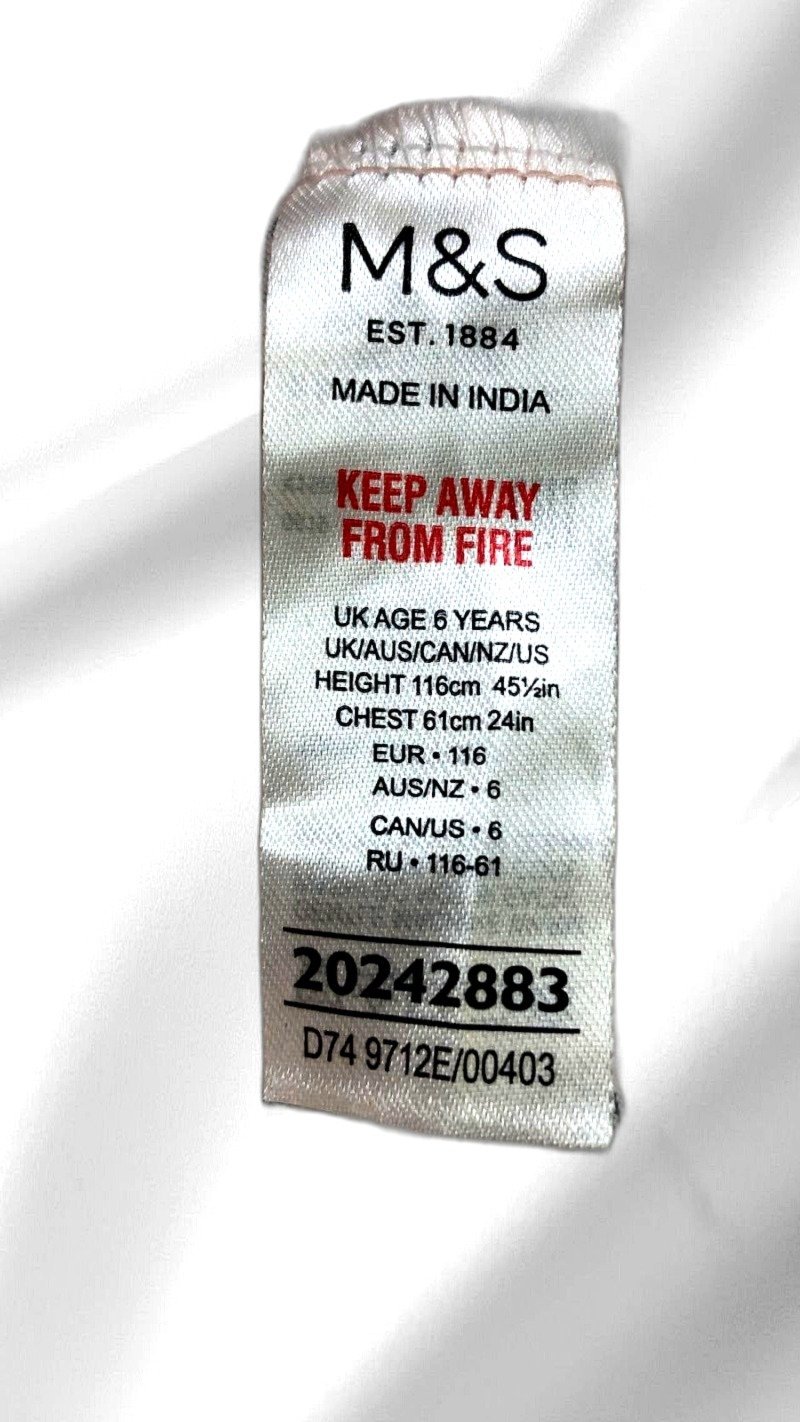 M&S
EST. 1884
MADE IN INDIA
KEEP AWAY
FROM FIRE
UK AGE 6 YEARS
UK/AUS/CAN/NZ/US
HEIGHT 116cm 45½in
CHEST 61cm 24in
EUR • 116
AUS/NZ • 6
CAN/US • 6
RU • 116-61
20242883
D74 9712E/00403